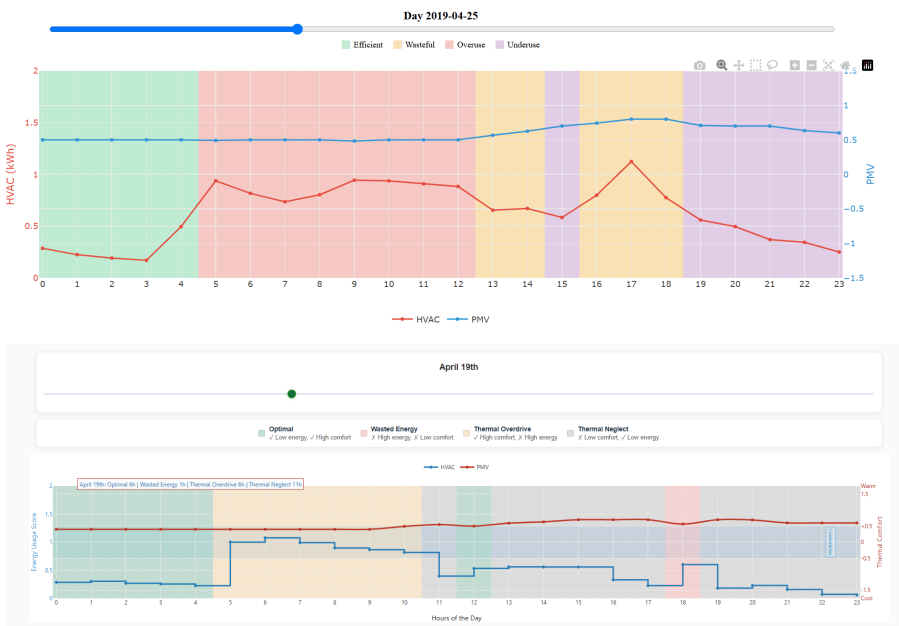 Day 2019-04-25
Efficient Wasteful Overuse Underuse
2 1.5
1.5 1
1 0.5
0.5 0
0 −0.5
−1
−1.5
HVAC (kWh)
PMV
0 1 2 3 4 5 6 7 8 9 10 11 12 13 14 15 16 17 18 19 20 21 22 23
HVAC PMV
April 19th
Optimal Wasted Energy Thermal Overdrive Thermal Neglect
✓ Low energy, ✓ High comfort ✗ High energy, ✗ Low comfort ✓ High comfort, ✗ High energy ✗ Low comfort, ✓ Low energy
HVAC PMV
April 19th: Optimal 6h | Wasted Energy 1h | Thermal Overdrive 6h | Thermal Neglect 11h
2 Warm
1.5 1.5
1 +0.5
0.5 0
0 −0.5
−1.5
Cool
Energy Usage Score
Thermal Comfort
0 1 2 3 4 5 6 7 8 9 10 11 12 13 14 15 16 17 18 19 20 21 22 23
Hours of the Day